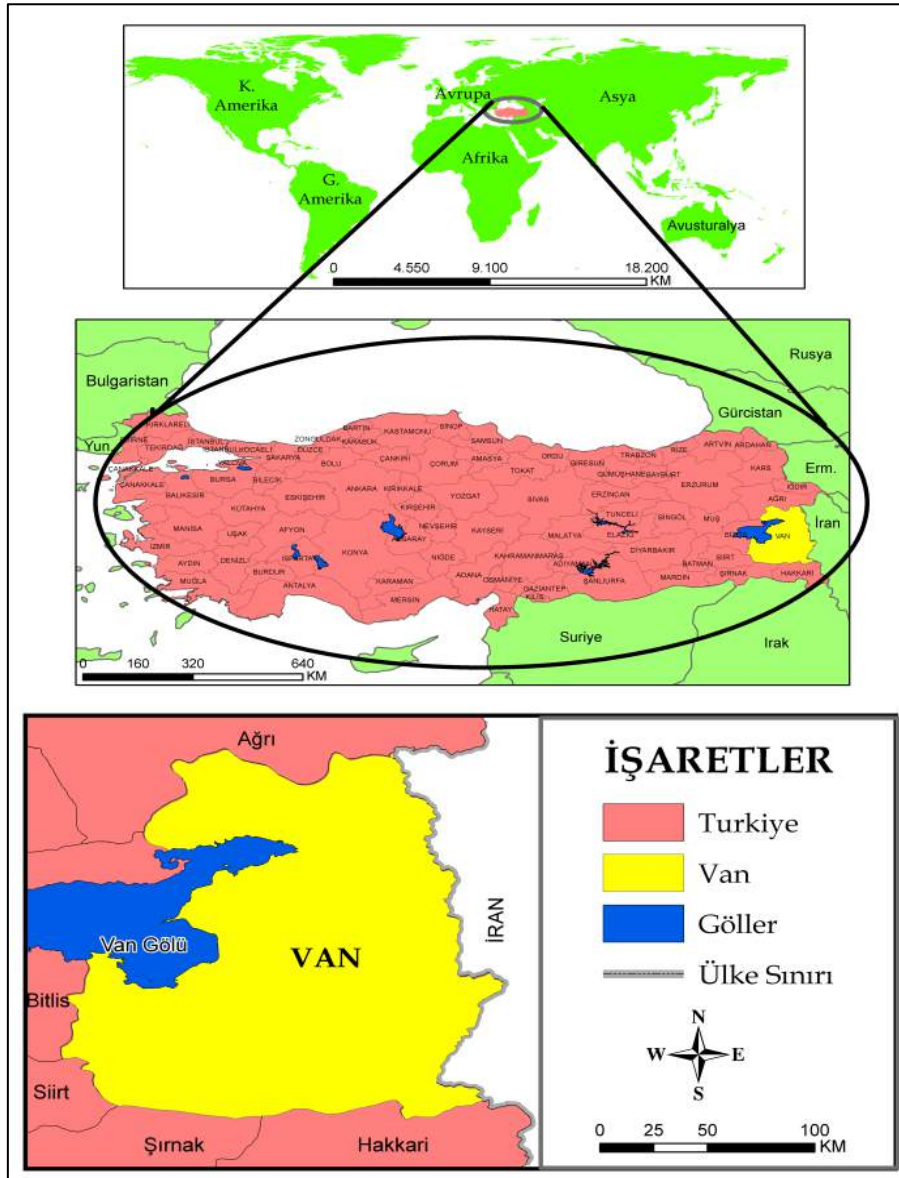 K.
Amerika
Avrupa
Asya
Afrika
G.
Amerika
Avusturalya
0 4.550 9.100 18.200
KM
Rusya
Bulgaristan
Gürcistan
Yun.
Erm.
İran
Suriye
Irak
KIRKLARELİ
TEKİRDAĞ
İSTANBUL
İSTANBUL
KOCAELİ
SAKARYA
DÜZCE
ZONGULDAK
BARTIN
KARABÜK
KASTAMONU
SİNOP
SAMSUN
ORDU
GİRESUN
TRABZON
RİZE
ARTVİN
ARDAHAN
KARS
IĞDIR
AĞRI
ÇANAKKALE
ÇANAKKALE
BALIKESİR
BURSA
BİLECİK
BOLU
ÇANKIRI
ÇORUM
AMASYA
TOKAT
GÜMÜŞHANE
BAYBURT
ERZURUM
ERZİNCAN
KÜTAHYA
ESKİŞEHİR
ANKARA
KIRIKKALE
KIRŞEHİR
YOZGAT
SİVAS
TUNCELİ
BİNGÖL
MUŞ
VAN
MANİSA
UŞAK
AFYON
NEVŞEHİR
KAYSERİ
MALATYA
ELAZIĞ
DİYARBAKIR
SİİRT
BATMAN
İZMİR
AYDIN
DENİZLİ
BURDUR
KONYA
NİĞDE
KAHRAMANMARAŞ
MUĞLA
ANTALYA
KARAMAN
MERSİN
ADANA
OSMANİYE
GAZİANTEP
KİLİS
ŞANLIURFA
MARDİN
ŞIRNAK
HAKKARİ
HATAY
0 160 320 640
KM
Ağrı
Van Gölü
VAN
İRAN
Bitlis
Siirt
Şırnak
Hakkari
İŞARETLER
Turkiye
Van
Göller
Ülke Sınırı
N
W E
S
0 25 50 100
KM